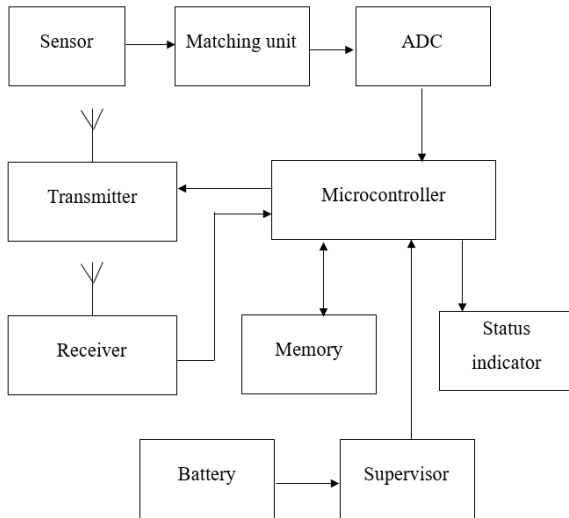 Sensor
Matching unit
ADC
Transmitter
Microcontroller
Receiver
Memory
Status
indicator
Battery
Supervisor